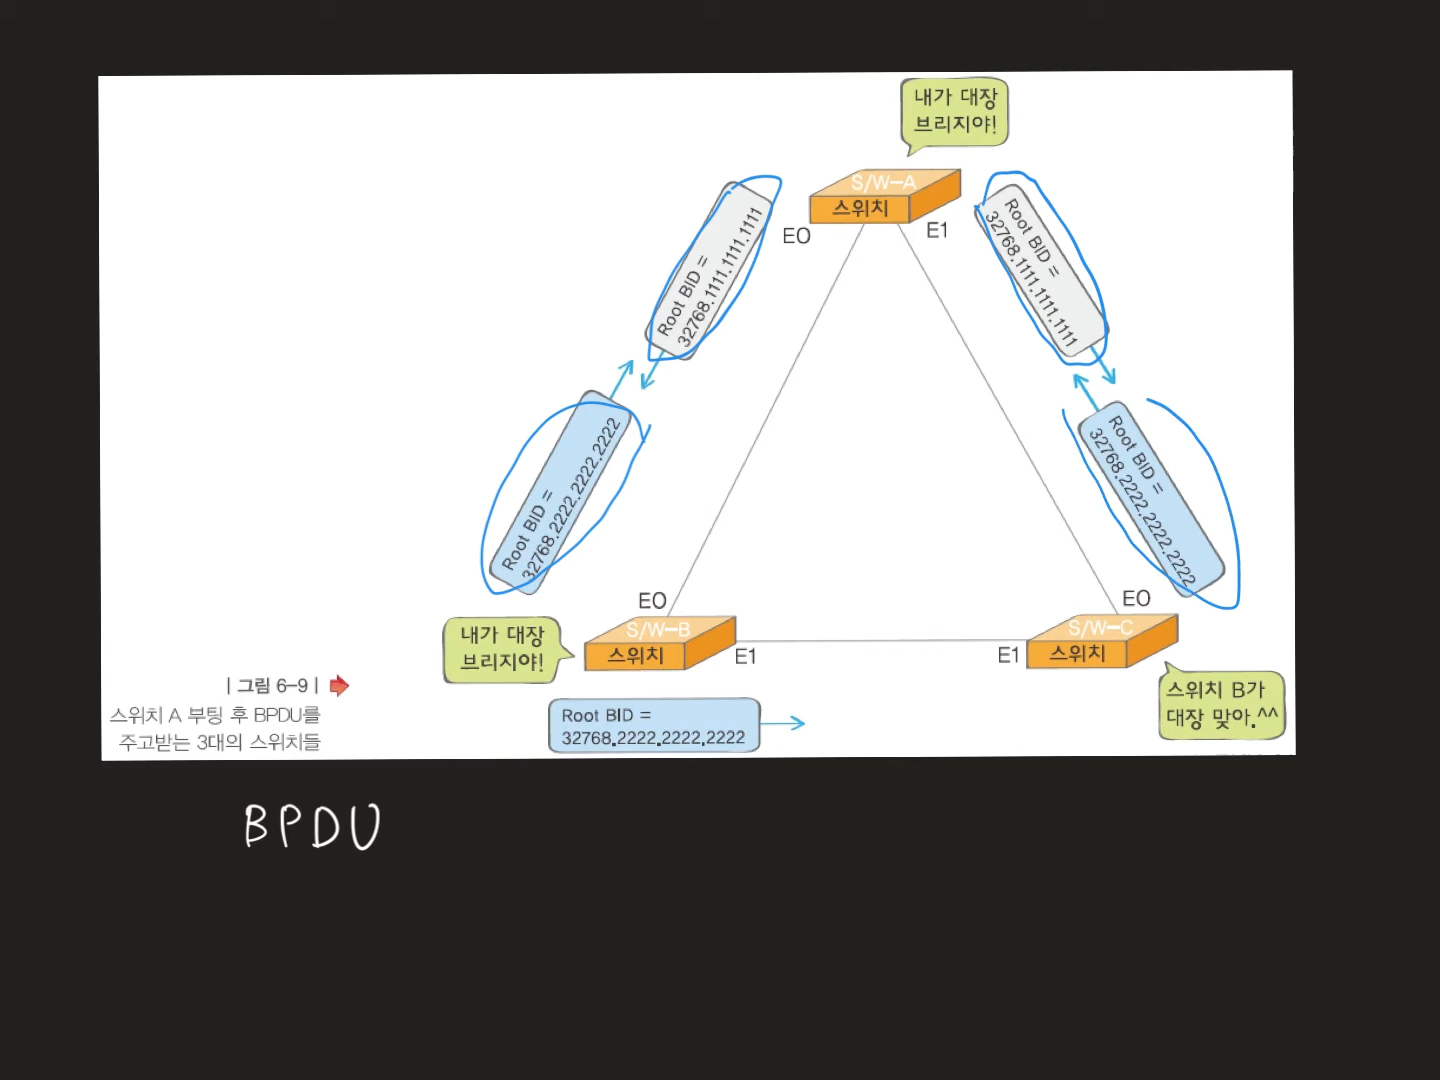 내가 대장
브리지야!
S/W-A
스위치
E0
E1
Root BID =
32768.1111.1111.1111
Root BID =
32768.1111.1111.1111
Root BID =
32768.2222.2222.2222
Root BID =
32768.2222.2222.2222
E0
S/W-B
스위치
E1
내가 대장
브리지야!
E0
S/W-C
스위치
E1
스위치 B가
대장 맞아.^^
Root BID =
32768.2222.2222.2222
| 그림 6-9 |
스위치 A 부팅 후 BPDU를
주고받는 3대의 스위치들
BPDU